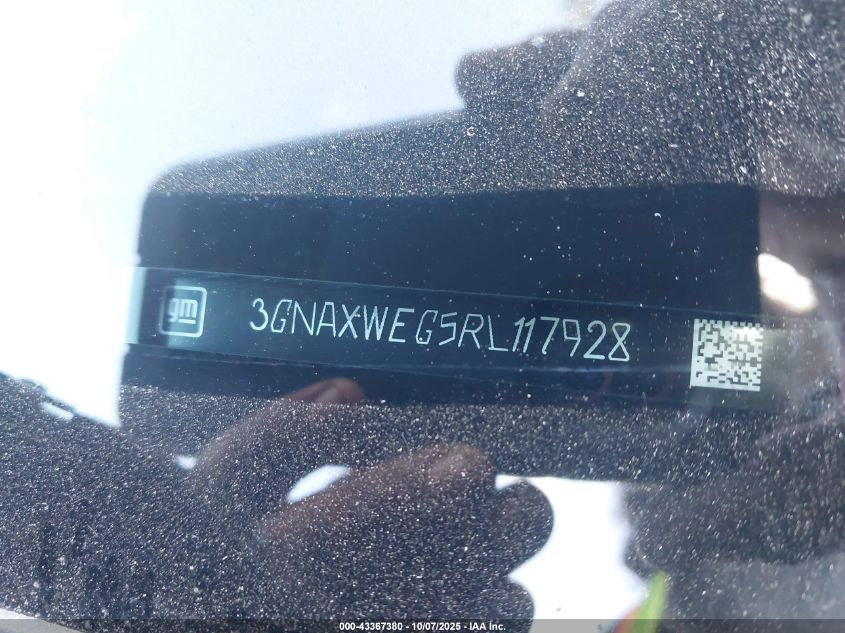 gm 3GNAXWEG5RL117928
000-43367380 - 10/07/2025 - IAA Inc.